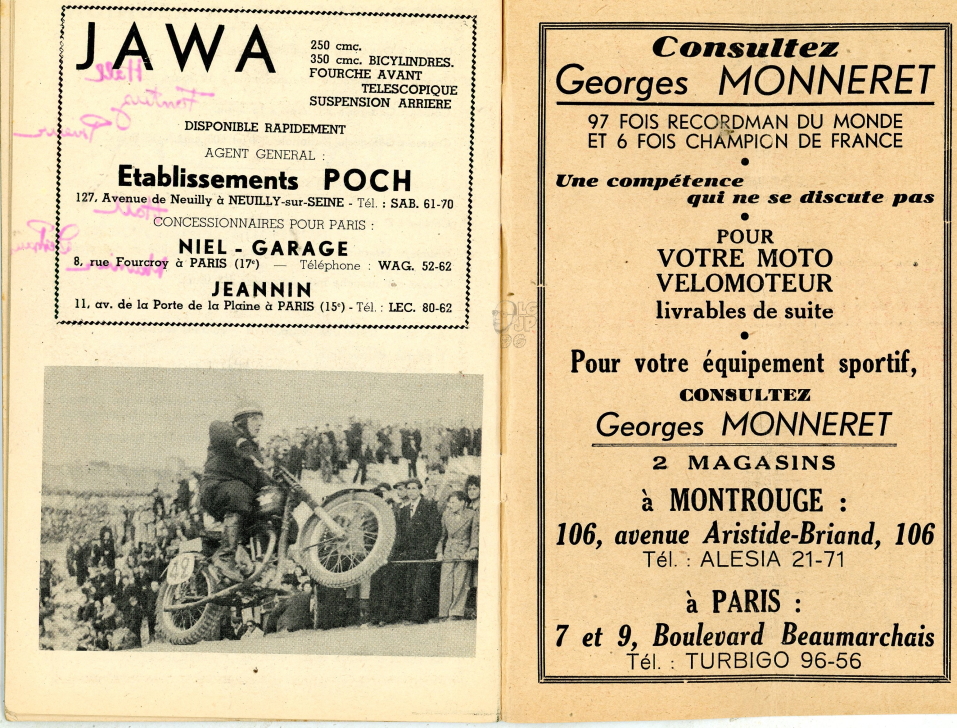 JAWA
250 cmc.
350 cmc. BICYLINDRES.
FOURCHE AVANT
TELESCOPIQUE
SUSPENSION ARRIERE
DISPONIBLE RAPIDEMENT
AGENT GENERAL :
Etablissements POCH
127, Avenue de Neuilly à NEUILLY-sur-SEINE - Tél. : SAB. 61-70
CONCESSIONNAIRES POUR PARIS :
NIEL - GARAGE
8, rue Fourcroy à PARIS (17e) — Téléphone : WAG. 52-62
JEANNIN
11, av. de la Porte de la Plaine à PARIS (15e) - Tél. : LEC. 80-62
Consultez
Georges MONNERET
97 FOIS RECORDMAN DU MONDE
ET 6 FOIS CHAMPION DE FRANCE
Une compétence
qui ne se discute pas
POUR
VOTRE MOTO
VELOMOTEUR
livrables de suite
Pour votre équipement sportif,
CONSULTEZ
Georges MONNERET
2 MAGASINS
à MONTROUGE :
106, avenue Aristide-Briand, 106
Tél. : ALESIA 21-71
à PARIS :
7 et 9, Boulevard Beaumarchais
Tél. : TURBIGO 96-56